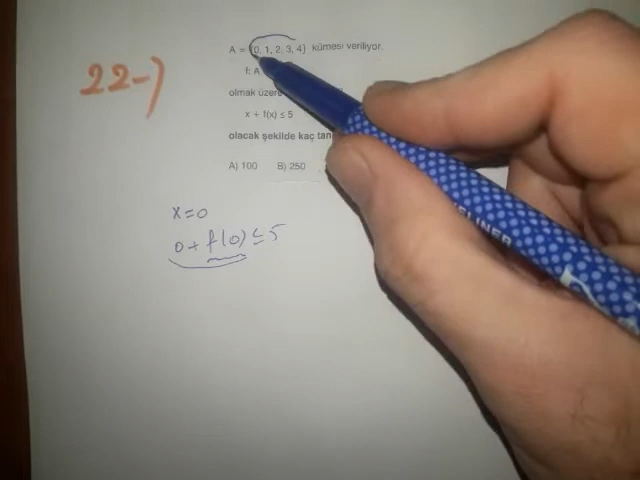 22-)
A = {0, 1, 2, 3, 4} kümesi veriliyor.
f: A
olmak üzere
x + f(x) ≤ 5
olacak şekilde kaç
A) 100 B) 250
x=0
0+f(0)≤5